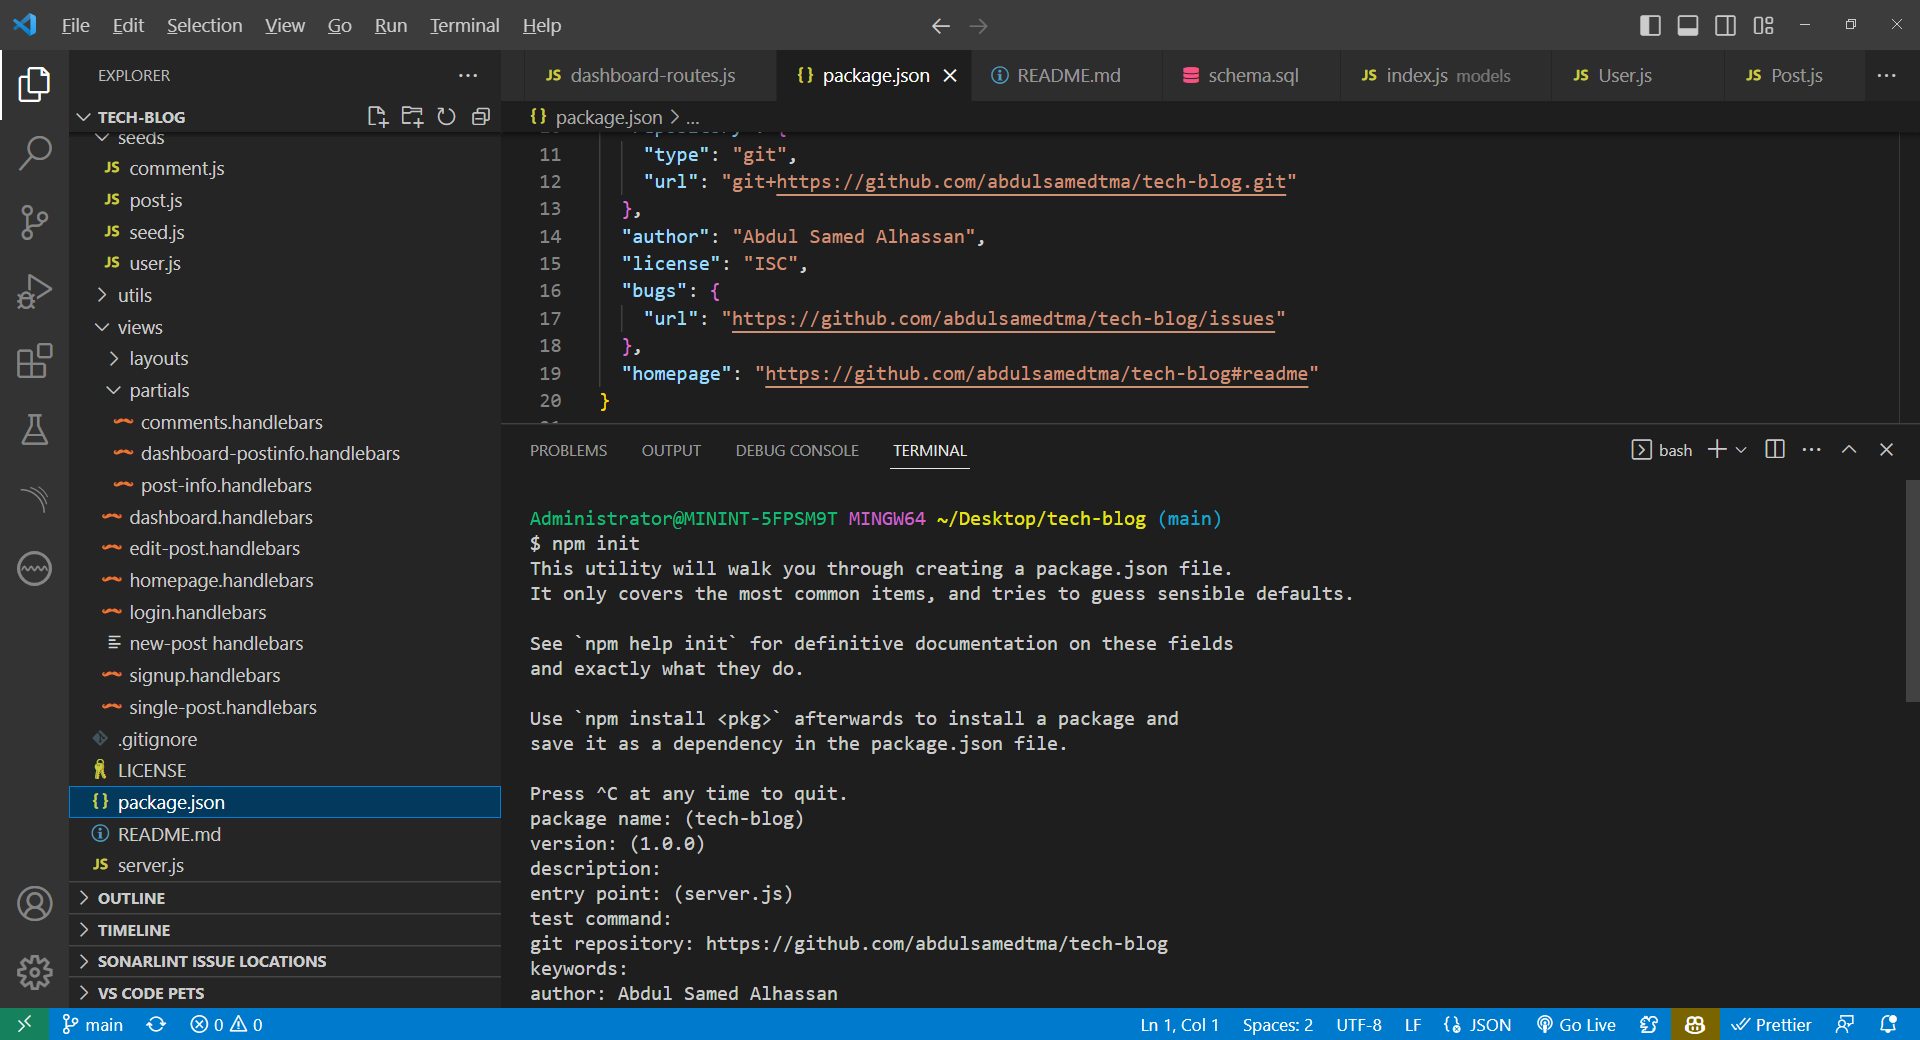 File Edit Selection View Go Run Terminal Help
EXPLORER
TECH-BLOG
seeds
JS comment.js
JS post.js
JS seed.js
JS user.js
utils
views
layouts
partials
comments.handlebars
dashboard-postinfo.handlebars
post-info.handlebars
dashboard.handlebars
edit-post.handlebars
homepage.handlebars
login.handlebars
new-post handlebars
signup.handlebars
single-post.handlebars
.gitignore
LICENSE
{} package.json
README.md
JS server.js
OUTLINE
TIMELINE
SONARLINT ISSUE LOCATIONS
VS CODE PETS
JS dashboard-routes.js {} package.json README.md schema.sql JS index.js models JS User.js JS Post.js ...
{} package.json > ...
11 "type": "git",
12 "url": "git+https://github.com/abdulsamedtma/tech-blog.git"
13 },
14 "author": "Abdul Samed Alhassan",
15 "license": "ISC",
16 "bugs": {
17 "url": "https://github.com/abdulsamedtma/tech-blog/issues"
18 },
19 "homepage": "https://github.com/abdulsamedtma/tech-blog#readme"
20 }
PROBLEMS OUTPUT DEBUG CONSOLE TERMINAL bash
Administrator@MININT-5FPSM9T MINGW64 ~/Desktop/tech-blog (main)
$ npm init
This utility will walk you through creating a package.json file.
It only covers the most common items, and tries to guess sensible defaults.
See `npm help init` for definitive documentation on these fields
and exactly what they do.
Use `npm install <pkg>` afterwards to install a package and
save it as a dependency in the package.json file.
Press ^C at any time to quit.
package name: (tech-blog)
version: (1.0.0)
description:
entry point: (server.js)
test command:
git repository: https://github.com/abdulsamedtma/tech-blog
keywords:
author: Abdul Samed Alhassan
main 0 0 Ln 1, Col 1 Spaces: 2 UTF-8 LF JSON Go Live Prettier